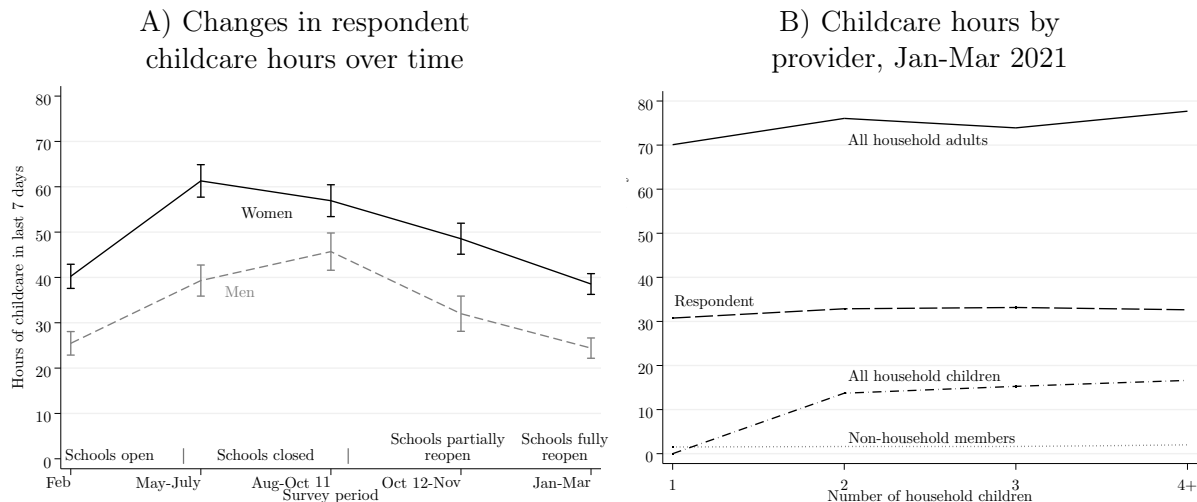 A) Changes in respondent
childcare hours over time
Hours of childcare in last 7 days
80
70
60
50
40
30
20
10
0
Women
Men
Schools open | Schools closed | Schools partially reopen Schools fully reopen
Feb May-July Aug-Oct 11 Oct 12-Nov Jan-Mar
Survey period
B) Childcare hours by
provider, Jan-Mar 2021
80
70
60
50
40
30
20
10
0
All household adults
Respondent
All household children
Non-household members
1 2 3 4+
Number of household children